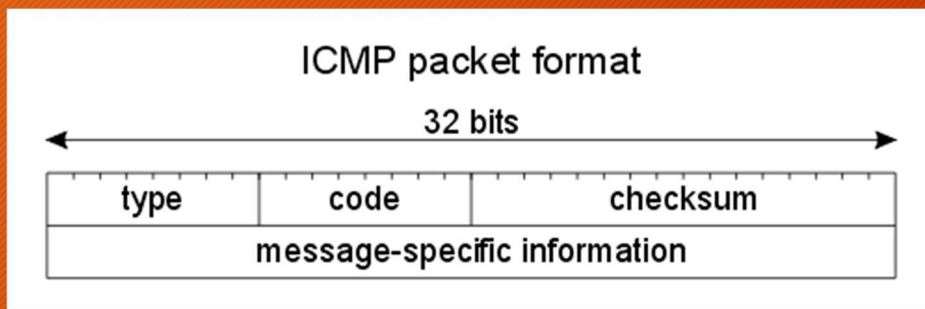 ICMP packet format
32 bits
type code checksum
message-specific information